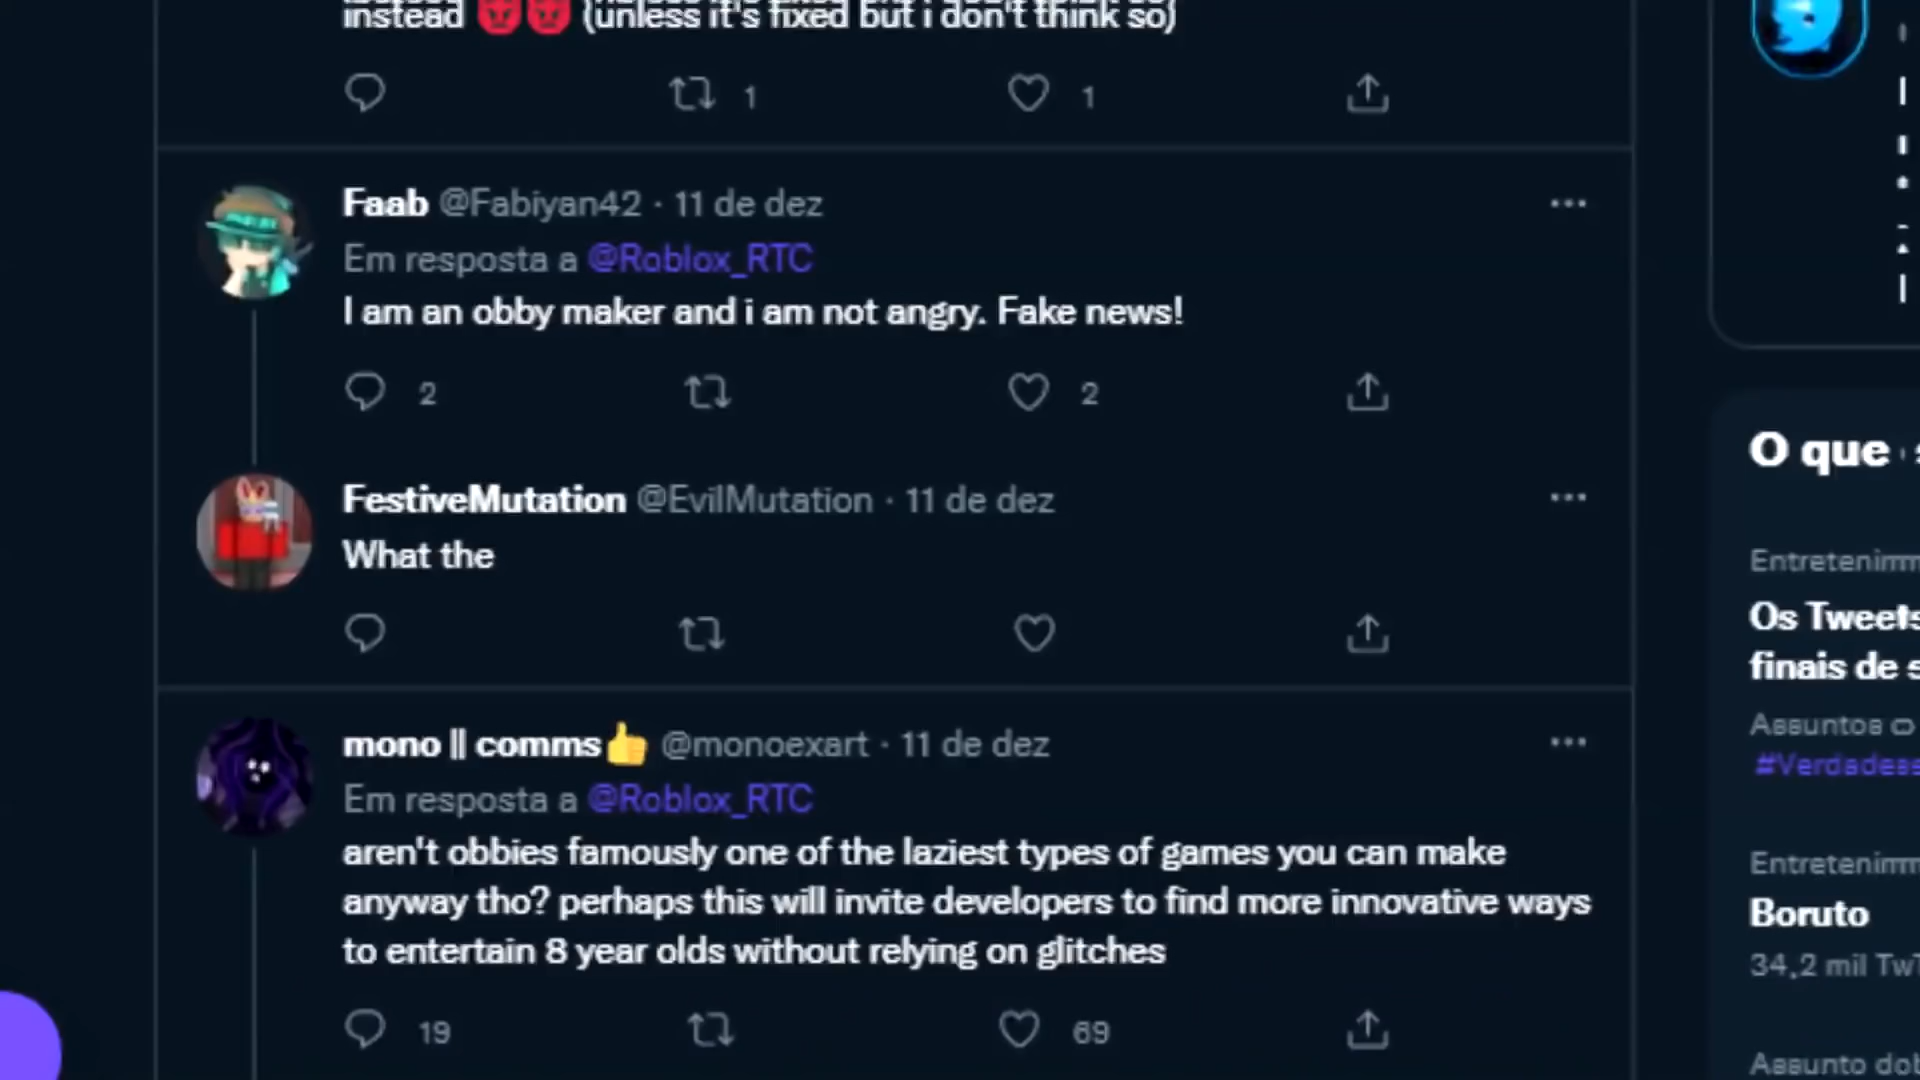 instead 😡😡 (unless it's fixed but i don't think so)
1
1
Faab @Fabiyan42 · 11 de dez
Em resposta a @Roblox_RTC
I am an obby maker and i am not angry. Fake news!
2
2
FestiveMutation @EvilMutation · 11 de dez
What the
mono || comms👍 @monoexart · 11 de dez
Em resposta a @Roblox_RTC
aren't obbies famously one of the laziest types of games you can make
anyway tho? perhaps this will invite developers to find more innovative ways
to entertain 8 year olds without relying on glitches
19
69
O que
Os Tweets
finais de
Assuntos
#Verdades
Boruto
34,2 mil
Assunto